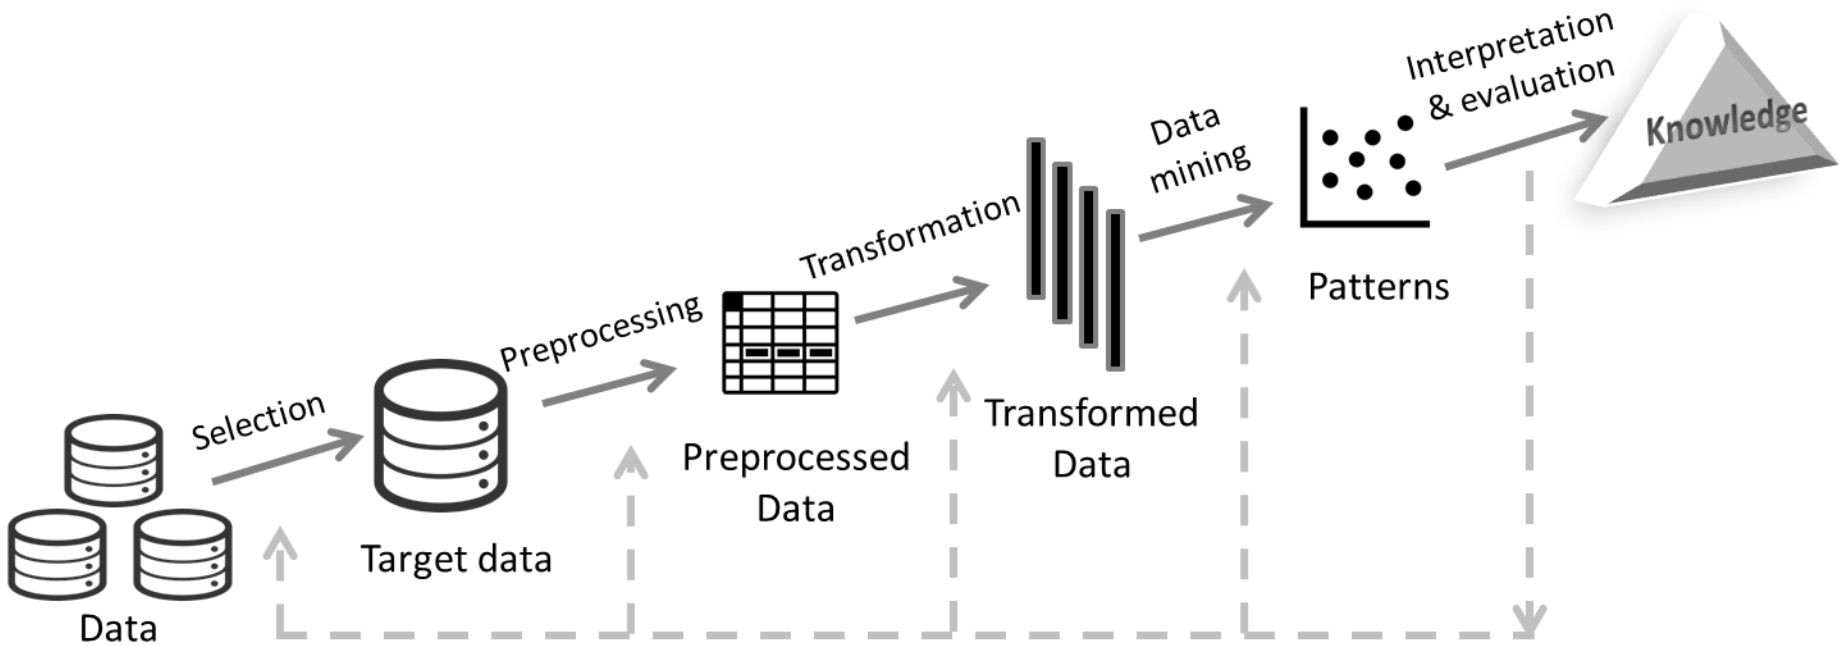 Interpretation
& evaluation
Knowledge
Data
mining
Transformation
Patterns
Preprocessing
Transformed
Data
Selection
Preprocessed
Data
Target data
Data